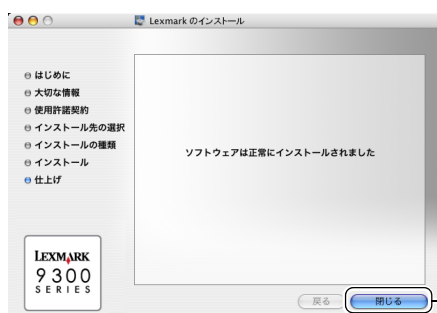 Lexmark のインストール
はじめに
大切な情報
使用許諾契約
インストール先の選択
インストールの種類
インストール
仕上げ
ソフトウェアは正常にインストールされました
LEXMARK
9300
SERIES
戻る
閉じる